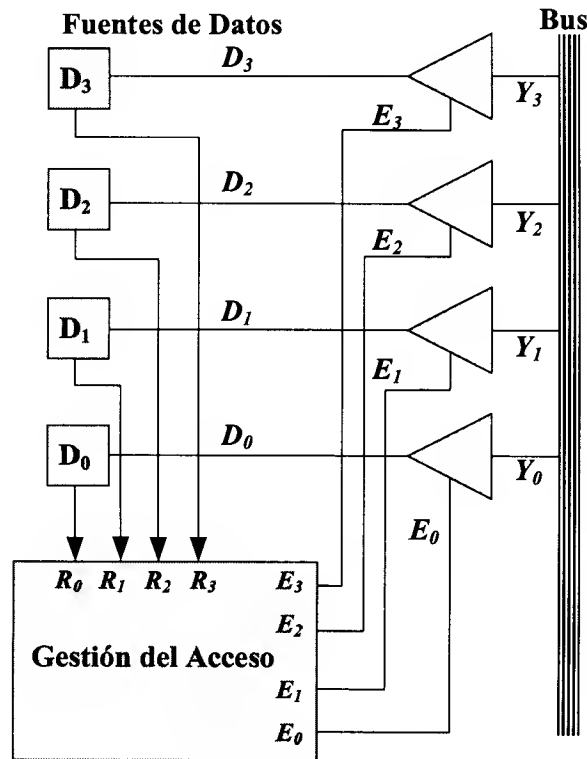 Fuentes de Datos
Bus
D3
D3
Y3
E3
D2
D2
Y2
E2
D1
D1
Y1
E1
D0
D0
Y0
E0
R0 R1 R2 R3
E3
E2
Gestión del Acceso
E1
E0